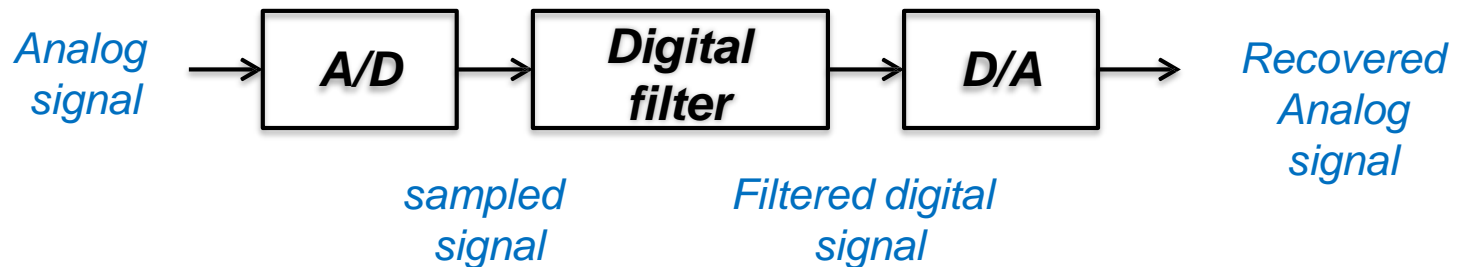 Analog
signal
A/D
Digital
filter
D/A
Recovered
Analog
signal
sampled
signal
Filtered digital
signal